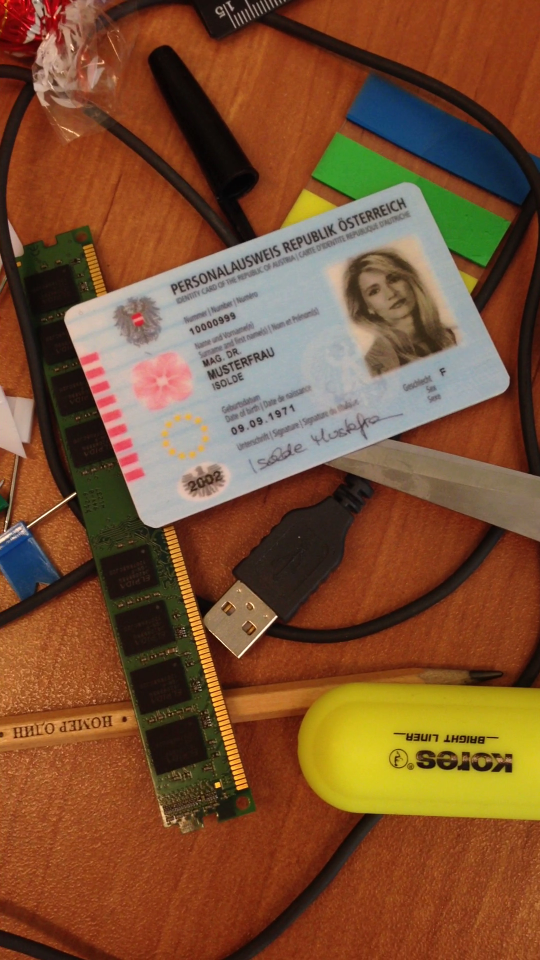 15
PERSONALAUSWEIS REPUBLIK ÖSTERREICH
IDENTITY CARD OF THE REPUBLIC OF AUSTRIA | CARTE D'IDENTITÉ RÉPUBLIQUE D'AUTRICHE
Nummer | Number | Numéro
10000999
Name und Vorname(n)
Surname and first name(s) | Nom et Prénom(s)
MAG. DR.
MUSTERFRAU
ISOLDE
Geburtsdatum
Date of birth | Date de naissance
09.09.1971
Geschlecht F
Sex
Sexe
Unterschrift | Signature | Signature du titulaire
Isolde Musterfrau
2002
НОМЕР ОДИН
KORES®
BRIGHT LINER